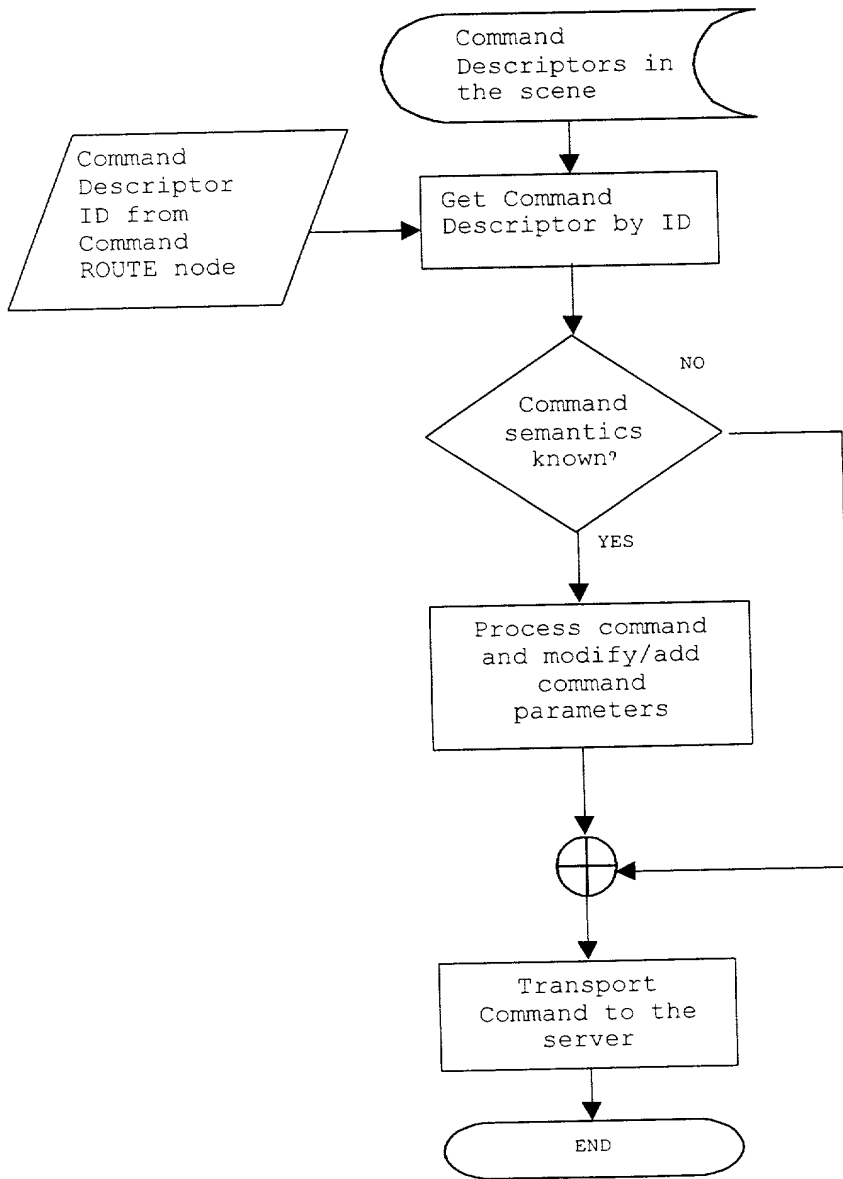 Command
Descriptors in
the scene
Command
Descriptor
ID from
Command
ROUTE node
Get Command
Descriptor by ID
NO
Command
semantics
known?
YES
Process command
and modify/add
command
parameters
Transport
Command to the
server
END